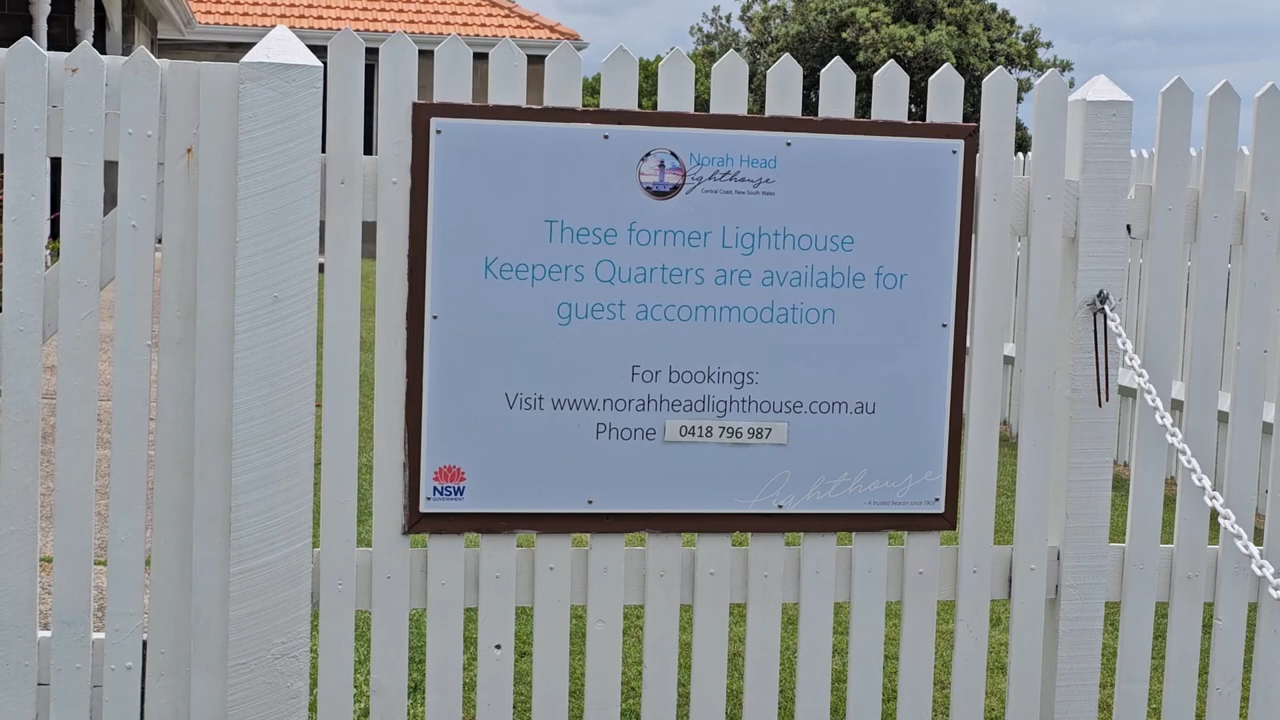 Norah Head
Lighthouse
Central Coast, New South Wales
These former Lighthouse
Keepers Quarters are available for
guest accommodation
For bookings:
Visit www.norahheadlighthouse.com.au
Phone 0418 796 987
NSW
GOVERNMENT
Lighthouse
- A trusted beacon since 1903